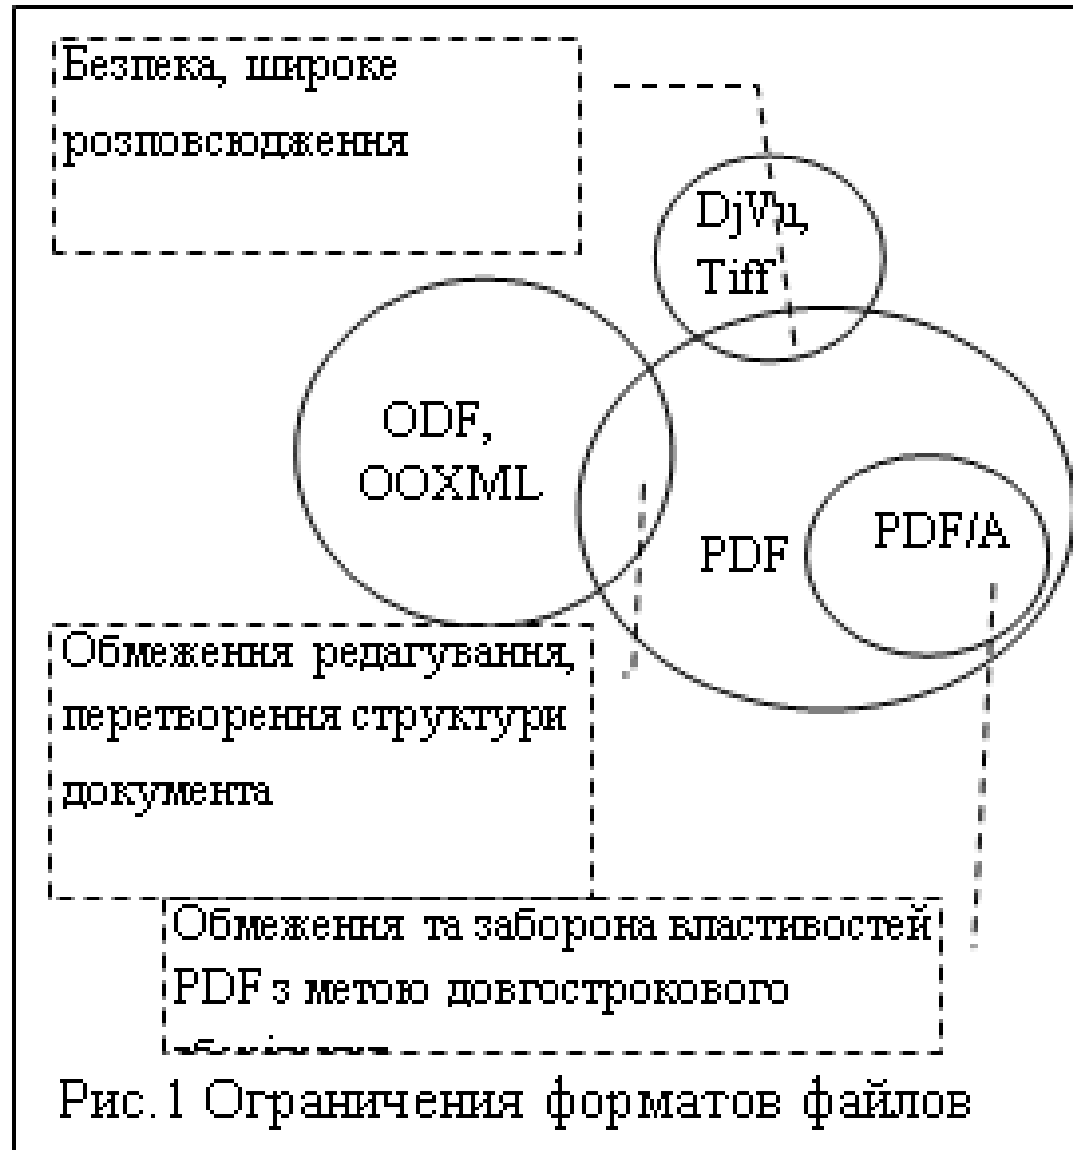 Безпека, широке
розповсюдження
DjVu,
Tiff
ODF,
OOXML
PDF
PDF/A
Обмеження редагування,
перетворення структури
документа
Обмеження та заборона властивостей
PDF з метою довгострокового
Рис.1 Ограничения форматов файлов